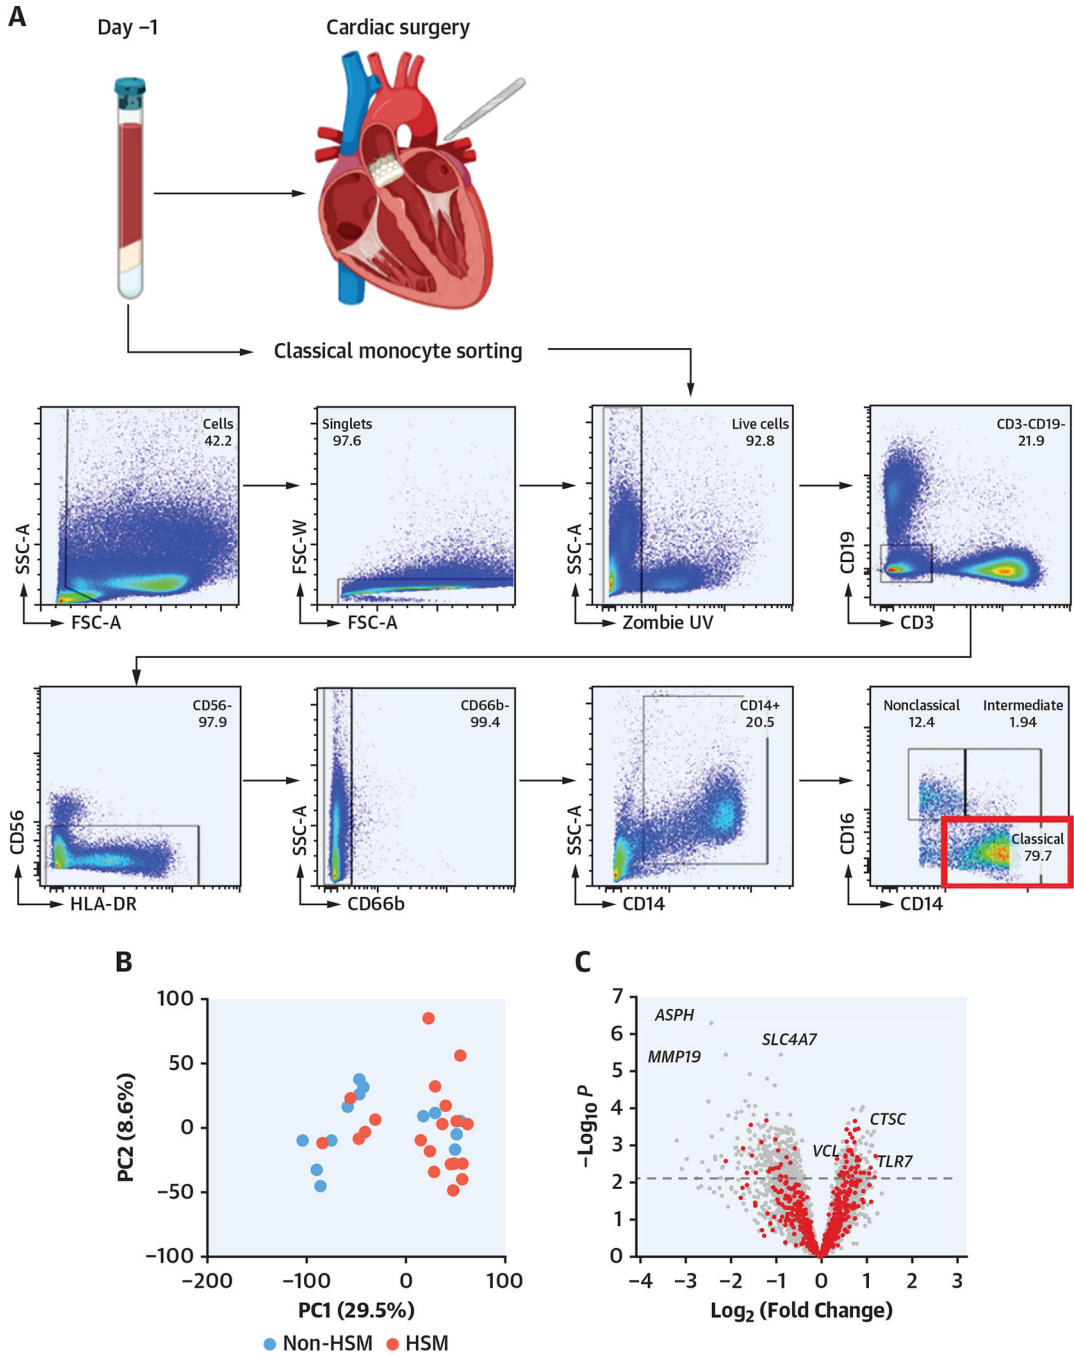 A
Day –1
Cardiac surgery
Classical monocyte sorting
Cells
42.2
SSC-A
FSC-A
Singlets
97.6
FSC-W
FSC-A
Live cells
92.8
SSC-A
Zombie UV
CD3-CD19-
21.9
CD19
CD3
CD56-
97.9
CD56
HLA-DR
CD66b-
99.4
SSC-A
CD66b
CD14+
20.5
SSC-A
CD14
Nonclassical
12.4
Intermediate
1.94
Classical
79.7
CD16
CD14
B
100
50
0
–50
–100
PC2 (8.6%)
–200
–100
0
100
PC1 (29.5%)
Non-HSM
HSM
C
7
6
5
4
3
2
1
0
–Log10 P
ASPH
MMP19
SLC4A7
CTSC
VCL
TLR7
–4
–3
–2
–1
0
1
2
3
Log2 (Fold Change)